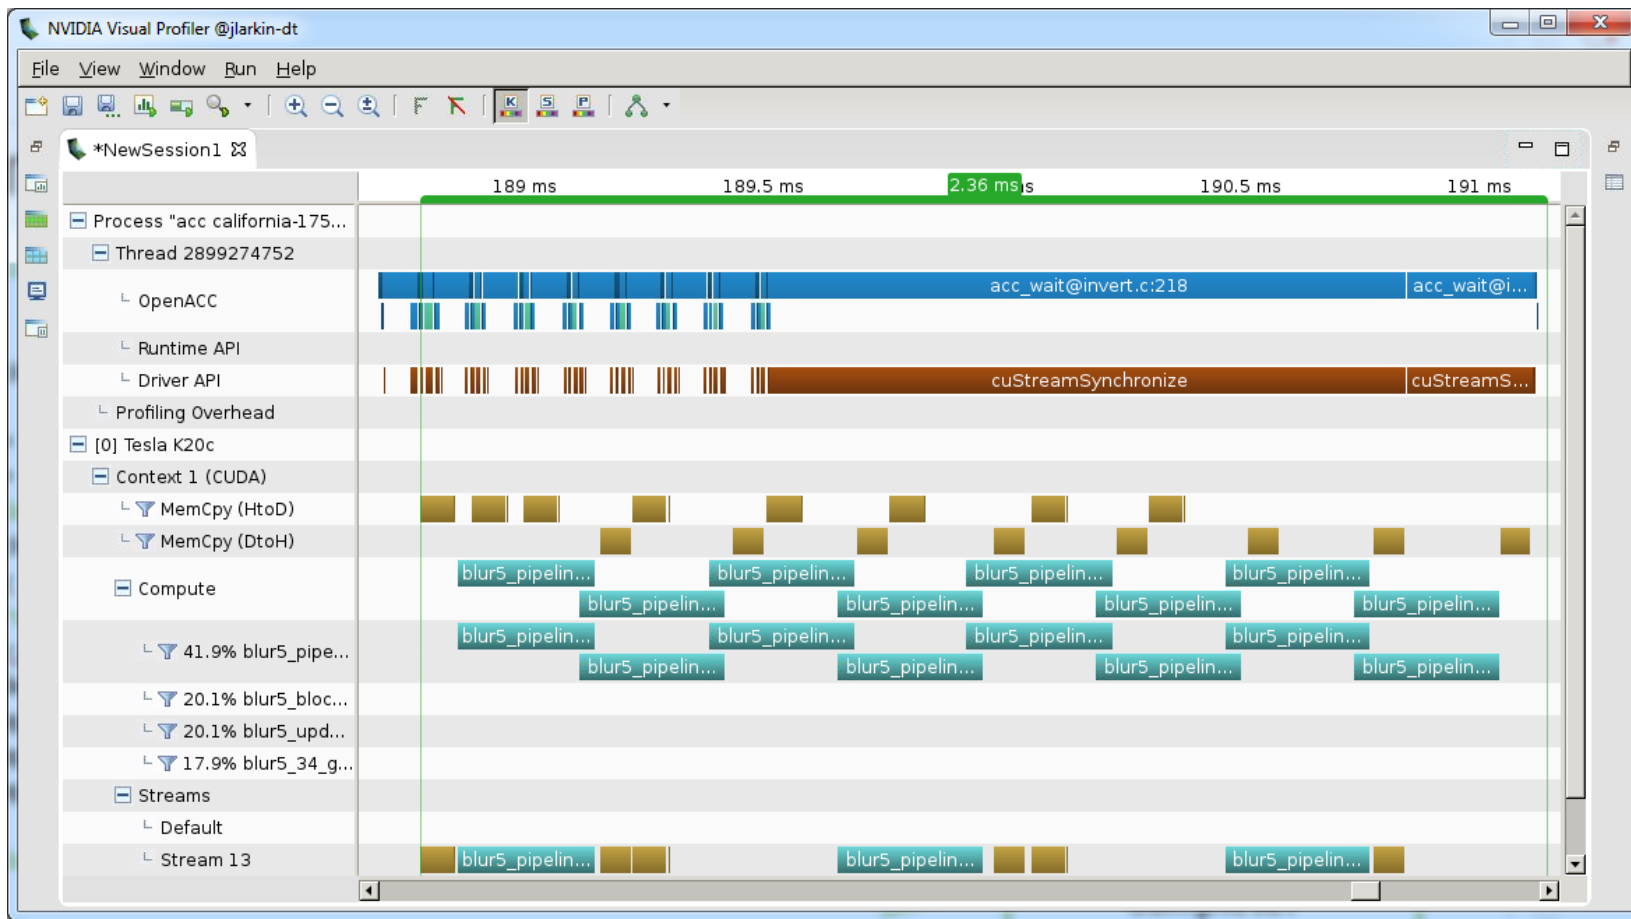 NVIDIA Visual Profiler @jlarkin-dt
File View Window Run Help
K S P
*NewSession1
189 ms 189.5 ms 2.36 ms s 190.5 ms 191 ms
Process "acc california-175...
Thread 2899274752
OpenACC
acc_wait@invert.c:218 acc_wait@i...
Runtime API
Driver API cuStreamSynchronize cuStreamS...
Profiling Overhead
[0] Tesla K20c
Context 1 (CUDA)
MemCpy (HtoD)
MemCpy (DtoH)
Compute
blur5_pipelin... blur5_pipelin... blur5_pipelin... blur5_pipelin...
blur5_pipelin... blur5_pipelin... blur5_pipelin... blur5_pipelin...
41.9% blur5_pipe...
blur5_pipelin... blur5_pipelin... blur5_pipelin... blur5_pipelin...
blur5_pipelin... blur5_pipelin... blur5_pipelin... blur5_pipelin...
20.1% blur5_bloc...
20.1% blur5_upd...
17.9% blur5_34_g...
Streams
Default
Stream 13 blur5_pipelin... blur5_pipelin... blur5_pipelin...